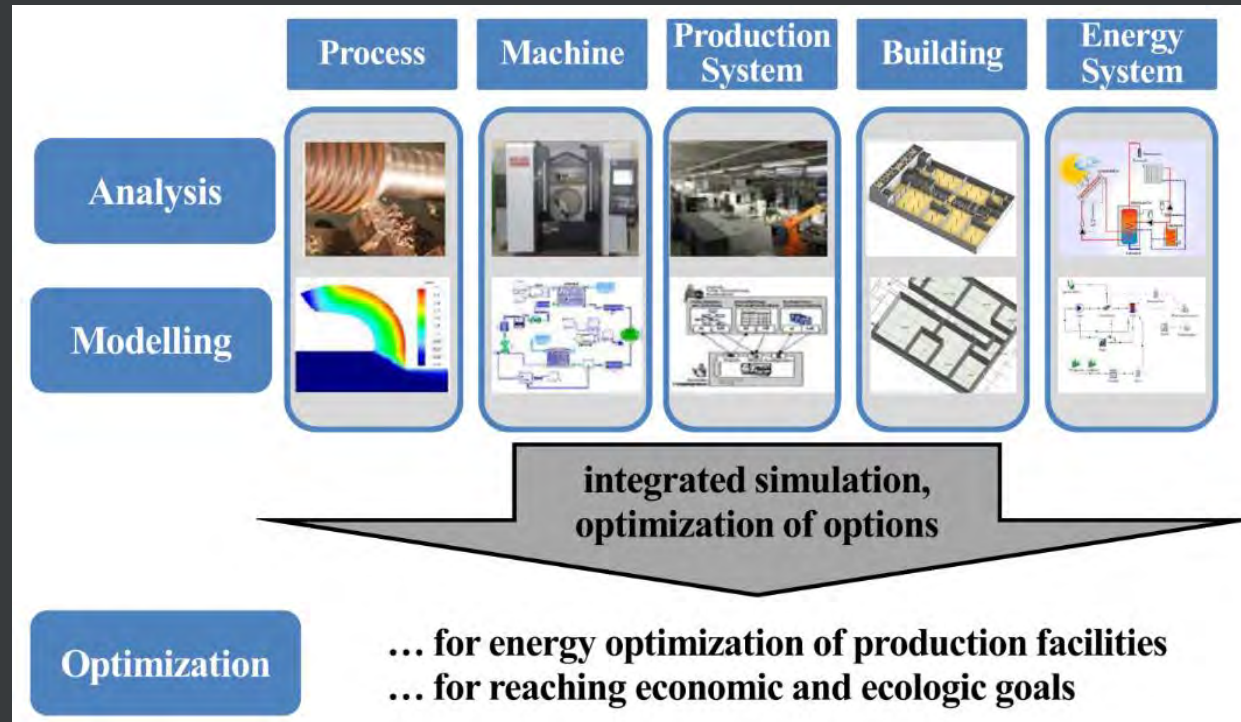 Process
Machine
Production
System
Building
Energy
System
Analysis
Modelling
integrated simulation,
optimization of options
Optimization
... for energy optimization of production facilities
... for reaching economic and ecologic goals